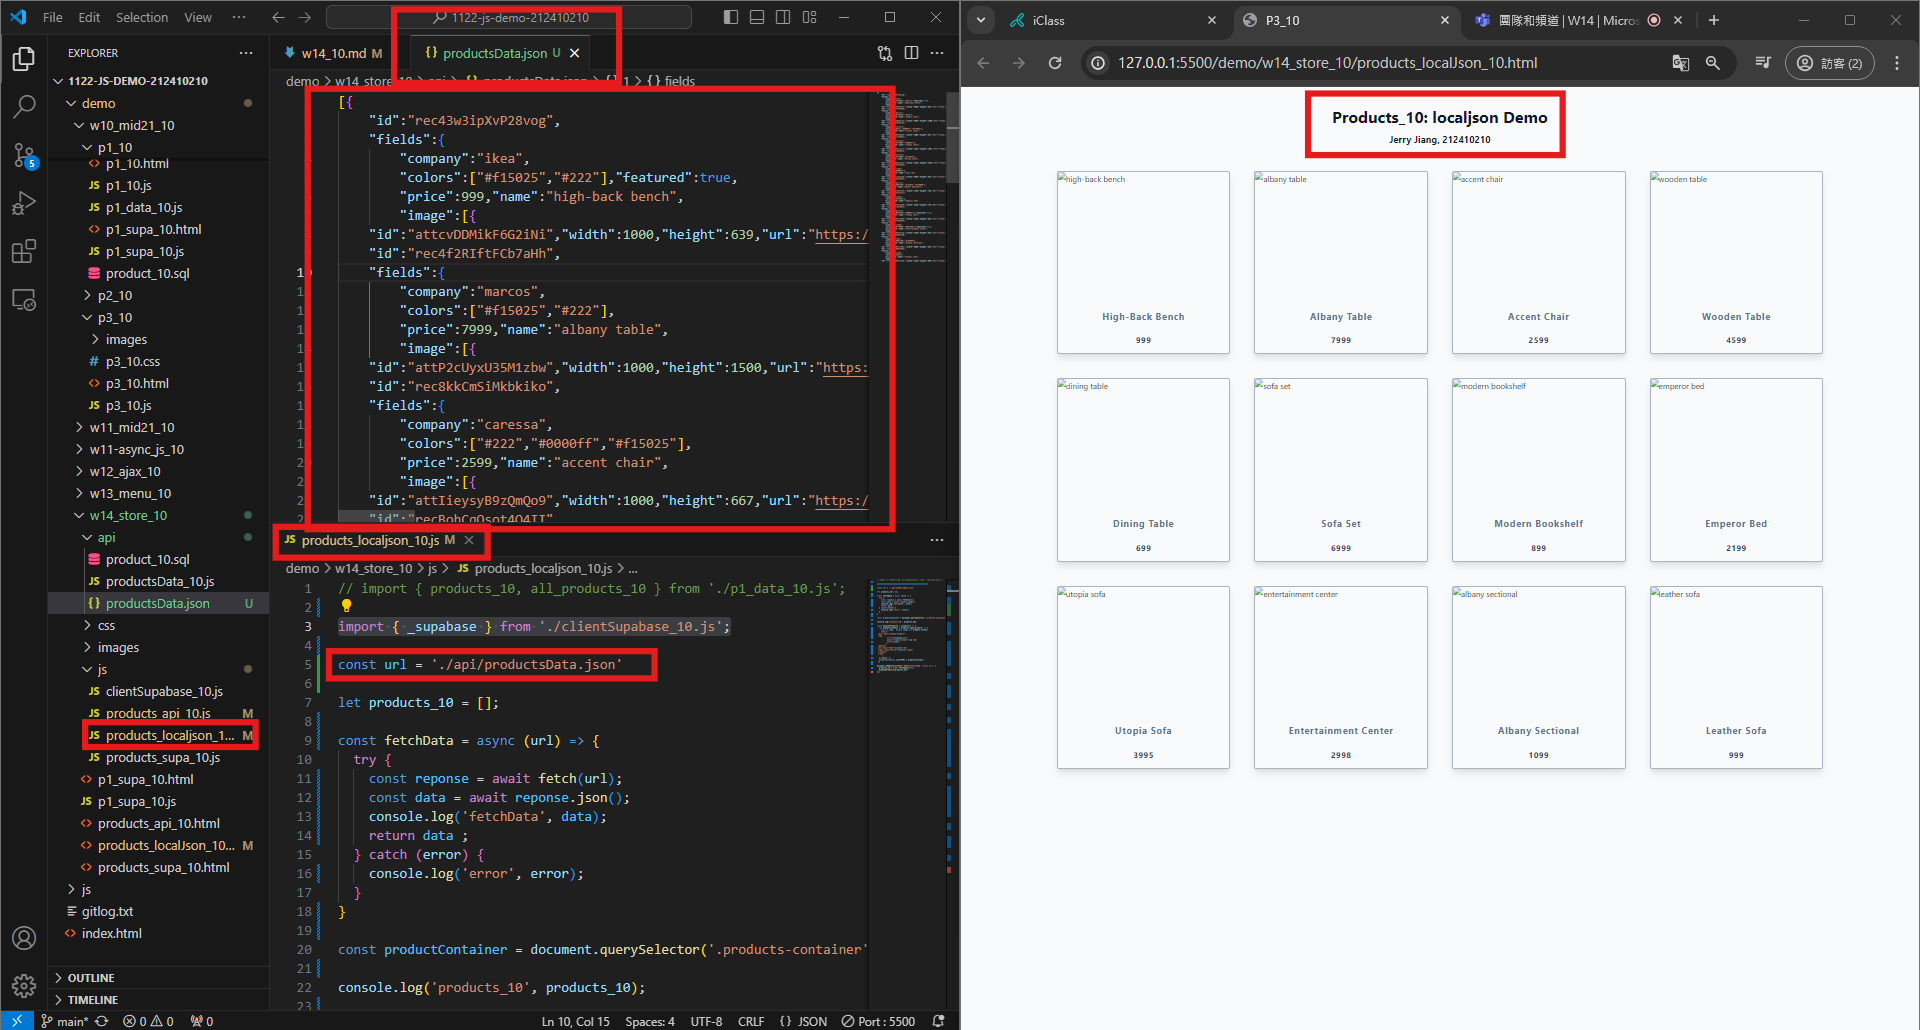 File Edit Selection View ··· 1122-js-demo-212410210
EXPLORER ···
1122-JS-DEMO-212410210
demo
w10_mid21_10
p1_10
p1_10.html
p1_10.js
p1_data_10.js
p1_supa_10.html
p1_supa_10.js
product_10.sql
p2_10
p3_10
images
p3_10.css
p3_10.html
p3_10.js
w11_mid21_10
w11-async_js_10
w12_ajax_10
w13_menu_10
w14_store_10
api
product_10.sql
productsData_10.js
productsData.json U
css
images
js
clientSupabase_10.js
products_api_10.js M
products_localjson_1... M
products_supa_10.js
p1_supa_10.html
p1_supa_10.js
products_api_10.html
products_localJson_10... M
products_supa_10.html
js
gitlog.txt
index.html
OUTLINE
TIMELINE
5
w14_10.md M
{} productsData.json U
demo > w14_store_10 > api > {} productsData.json > {} 1 > {} fields
[{
"id":"rec43w3ipXvP28vog",
"fields":{
"company":"ikea",
"colors":["#f15025","#222"],"featured":true,
"price":999,"name":"high-back bench",
"image":[{
"id":"attcvDDMikF6G2iNi","width":1000,"height":639,"url":"https:/
"id":"rec4f2RIftFCb7aHh",
"fields":{
"company":"marcos",
"colors":["#f15025","#222"],
"price":7999,"name":"albany table",
"image":[{
"id":"attP2cUyxU35M1zbw","width":1000,"height":1500,"url":"https:
"id":"rec8kkCmSiMkbkiko",
"fields":{
"company":"caressa",
"colors":["#222","#0000ff","#f15025"],
"price":2599,"name":"accent chair",
"image":[{
"id":"attIieysyB9zQmQo9","width":1000,"height":667,"url":"https:/
"id":"recBohCqQsot4Q4II"
JS products_localjson_10.js M
demo > w14_store_10 > js > JS products_localjson_10.js > ...
1 // import { products_10, all_products_10 } from './p1_data_10.js';
2
3 import { _supabase } from './clientSupabase_10.js';
4
5 const url = './api/productsData.json'
6
7 let products_10 = [];
8
9 const fetchData = async (url) => {
10 try {
11 const reponse = await fetch(url);
12 const data = await reponse.json();
13 console.log('fetchData', data);
14 return data ;
15 } catch (error) {
16 console.log('error', error);
17 }
18 }
19
20 const productContainer = document.querySelector('.products-container'
21
22 console.log('products_10', products_10);
23
main* 0 0 0 Ln 10, Col 15 Spaces: 4 UTF-8 CRLF {} JSON Port : 5500
iClass
P3_10
團隊和頻道 | W14 | Micros
127.0.0.1:5500/demo/w14_store_10/products_localJson_10.html
訪客 (2)
Products_10: localjson Demo
Jerry Jiang, 212410210
high-back bench
albany table
accent chair
wooden table
High-Back Bench
Albany Table
Accent Chair
Wooden Table
999
7999
2599
4599
dining table
sofa set
modern bookshelf
emperor bed
Dining Table
Sofa Set
Modern Bookshelf
Emperor Bed
699
6999
899
2199
utopia sofa
entertainment center
albany sectional
leather sofa
Utopia Sofa
Entertainment Center
Albany Sectional
Leather Sofa
3995
2998
1099
999